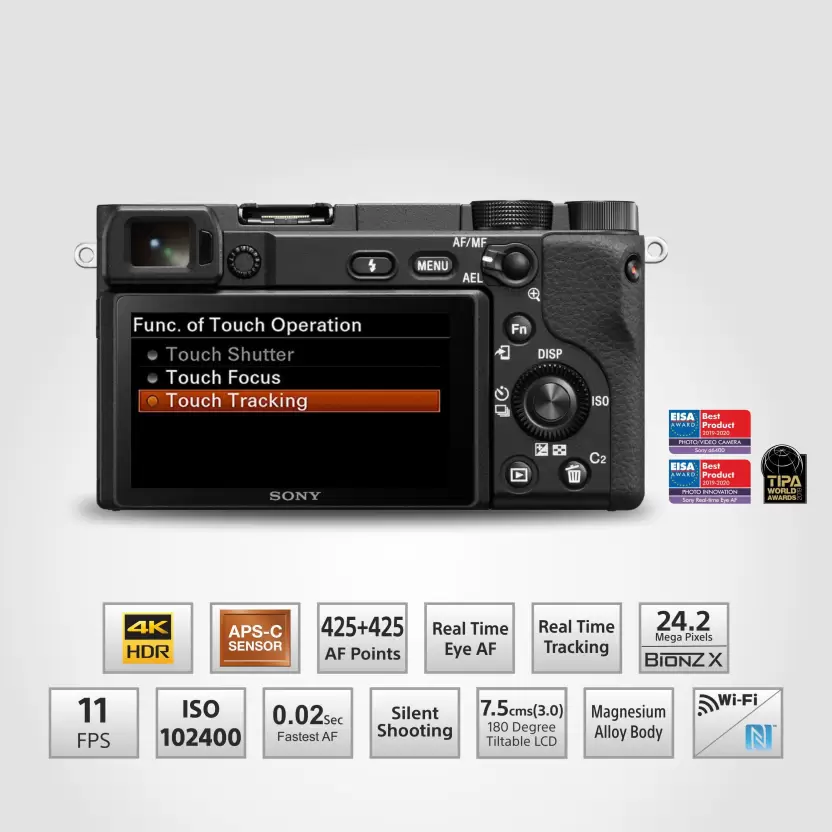 AF/MF
MENU
AEL
Func. of Touch Operation
Touch Shutter
Touch Focus
Touch Tracking
Fn
DISP
ISO
C2
SONY
EISA
AWARD
Best
Product
2019-2020
PHOTO/VIDEO CAMERA
Sony α6400
EISA
AWARD
Best
Product
2019-2020
PHOTO INNOVATION
Sony Real-time Eye AF
TIPA
WORLD
AWARDS
4K
HDR
APS-C
SENSOR
425+425
AF Points
Real Time
Eye AF
Real Time
Tracking
24.2
Mega Pixels
BIONZ X
11
FPS
ISO
102400
0.02Sec
Fastest AF
Silent
Shooting
7.5cms(3.0)
180 Degree
Tiltable LCD
Magnesium
Alloy Body
Wi-Fi
N